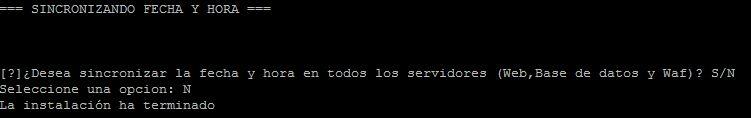 === SINCRONIZANDO FECHA Y HORA ===
[?]¿Desea sincronizar la fecha y hora en todos los servidores (Web,Base de datos y Waf)? S/N
Seleccione una opcion: N
La instalación ha terminado